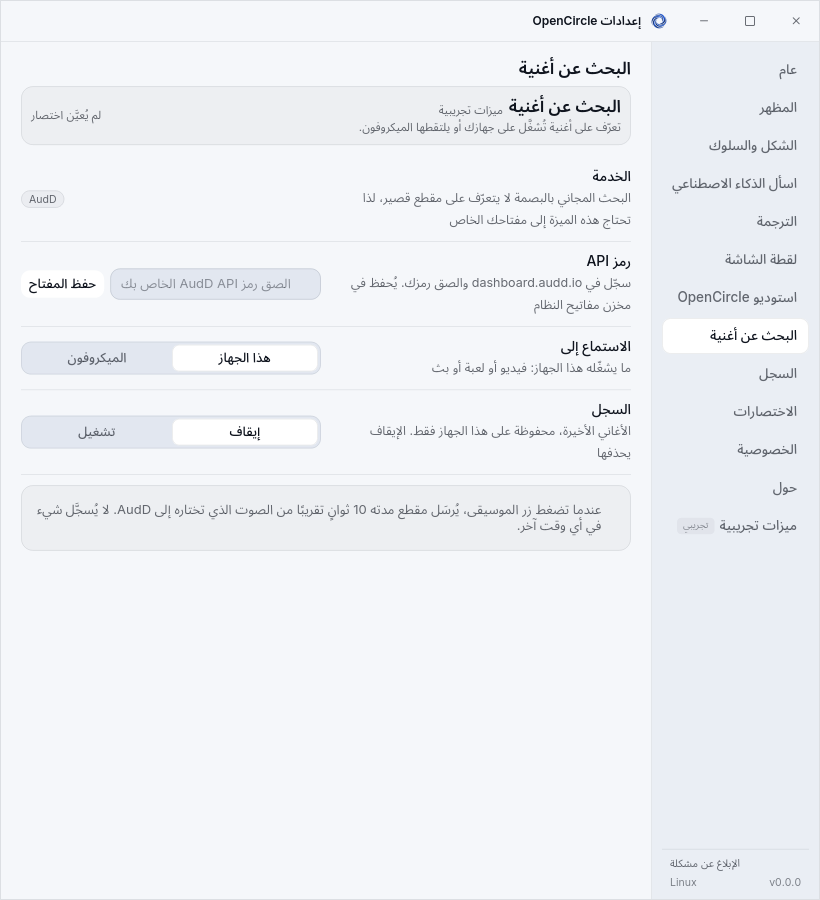 إعدادات OpenCircle
عام
المظهر
الشكل والسلوك
اسأل الذكاء الاصطناعي
الترجمة
لقطة الشاشة
استوديو OpenCircle
البحث عن أغنية
السجل
الاختصارات
الخصوصية
حول
ميزات تجريبية تجريبي
الإبلاغ عن مشكلة
Linux v0.0.0
البحث عن أغنية
البحث عن أغنية ميزات تجريبية
تعرّف على أغنية تُشغَّل على جهازك أو يلتقطها الميكروفون.
لم يُعيَّن اختصار
الخدمة
البحث المجاني بالبصمة لا يتعرّف على مقطع قصير، لذا
تحتاج هذه الميزة إلى مفتاحك الخاص
AudD
رمز API
سجّل في dashboard.audd.io والصق رمزك. يُحفظ في
مخزن مفاتيح النظام
الصق رمز AudD API الخاص بك
حفظ المفتاح
الاستماع إلى
ما يشغّله هذا الجهاز: فيديو أو لعبة أو بث
هذا الجهاز
الميكروفون
السجل
الأغاني الأخيرة، محفوظة على هذا الجهاز فقط. الإيقاف
يحذفها
إيقاف
تشغيل
عندما تضغط زر الموسيقى، يُرسَل مقطع مدته 10 ثوانٍ تقريبًا من الصوت الذي تختاره إلى AudD. لا يُسجَّل شيء
في أي وقت آخر.